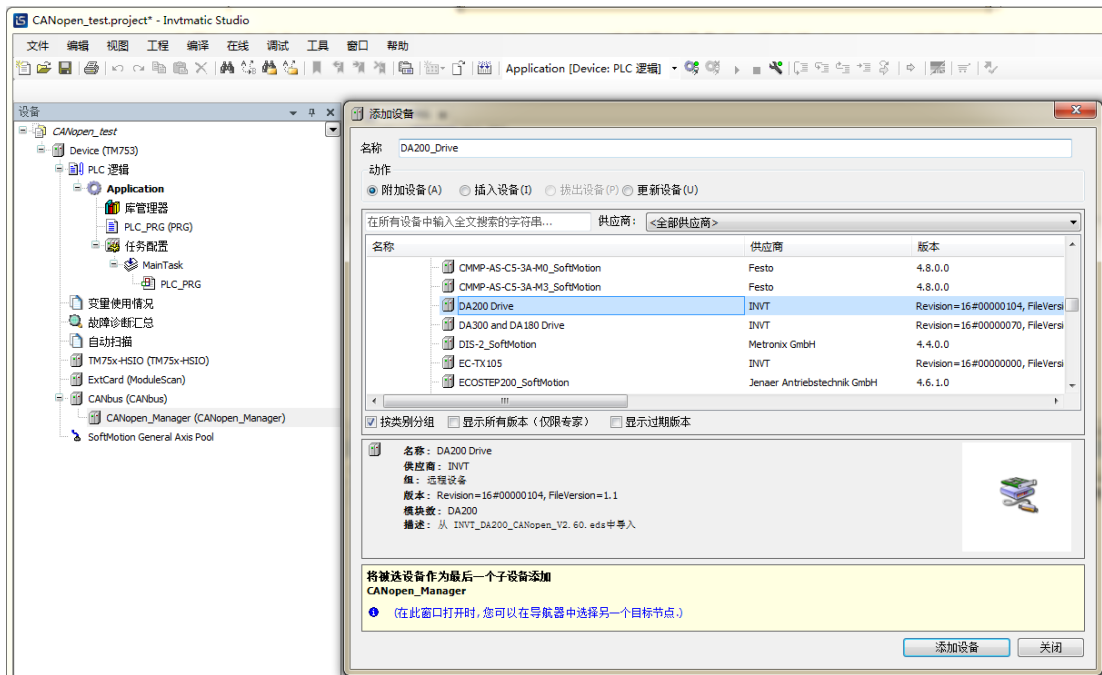 CANopen_test.project* - Invtmatic Studio
文件 编辑 视图 工程 编译 在线 调试 工具 窗口 帮助
Application [Device: PLC 逻辑]
设备
CANopen_test
Device (TM753)
PLC 逻辑
Application
库管理器
PLC_PRG (PRG)
任务配置
MainTask
PLC_PRG
变量使用情况
故障诊断汇总
自动扫描
TM75x-HSIO (TM75x-HSIO)
ExtCard (ModuleScan)
CANbus (CANbus)
CANopen_Manager (CANopen_Manager)
SoftMotion General Axis Pool
添加设备
名称 DA200_Drive
动作
附加设备(A) 插入设备(I) 拔出设备(P) 更新设备(U)
在所有设备中输入全文搜索的字符串... 供应商: <全部供应商>
名称 供应商 版本
CMMP-AS-C5-3A-M0_SoftMotion Festo 4.8.0.0
CMMP-AS-C5-3A-M3_SoftMotion Festo 4.8.0.0
DA200 Drive INVT Revision=16#00000104, FileVersi
DA300 and DA180 Drive INVT Revision=16#00000070, FileVersi
DIS-2_SoftMotion Metronix GmbH 4.4.0.0
EC-TX105 INVT Revision=16#00000000, FileVersi
ECOSTEP200_SoftMotion Jenaer Antriebstechnik GmbH 4.6.1.0
按类别分组 显示所有版本(仅限专家) 显示过期版本
名称: DA200 Drive
供应商: INVT
组: 远程设备
版本: Revision=16#00000104, FileVersion=1.1
模块数: DA200
描述: 从 INVT_DA200_CANopen_V2.60.eds中导入
将被选设备作为最后一个子设备添加
CANopen_Manager
(在此窗口打开时,您可以在导航器中选择另一个目标节点.)
添加设备 关闭